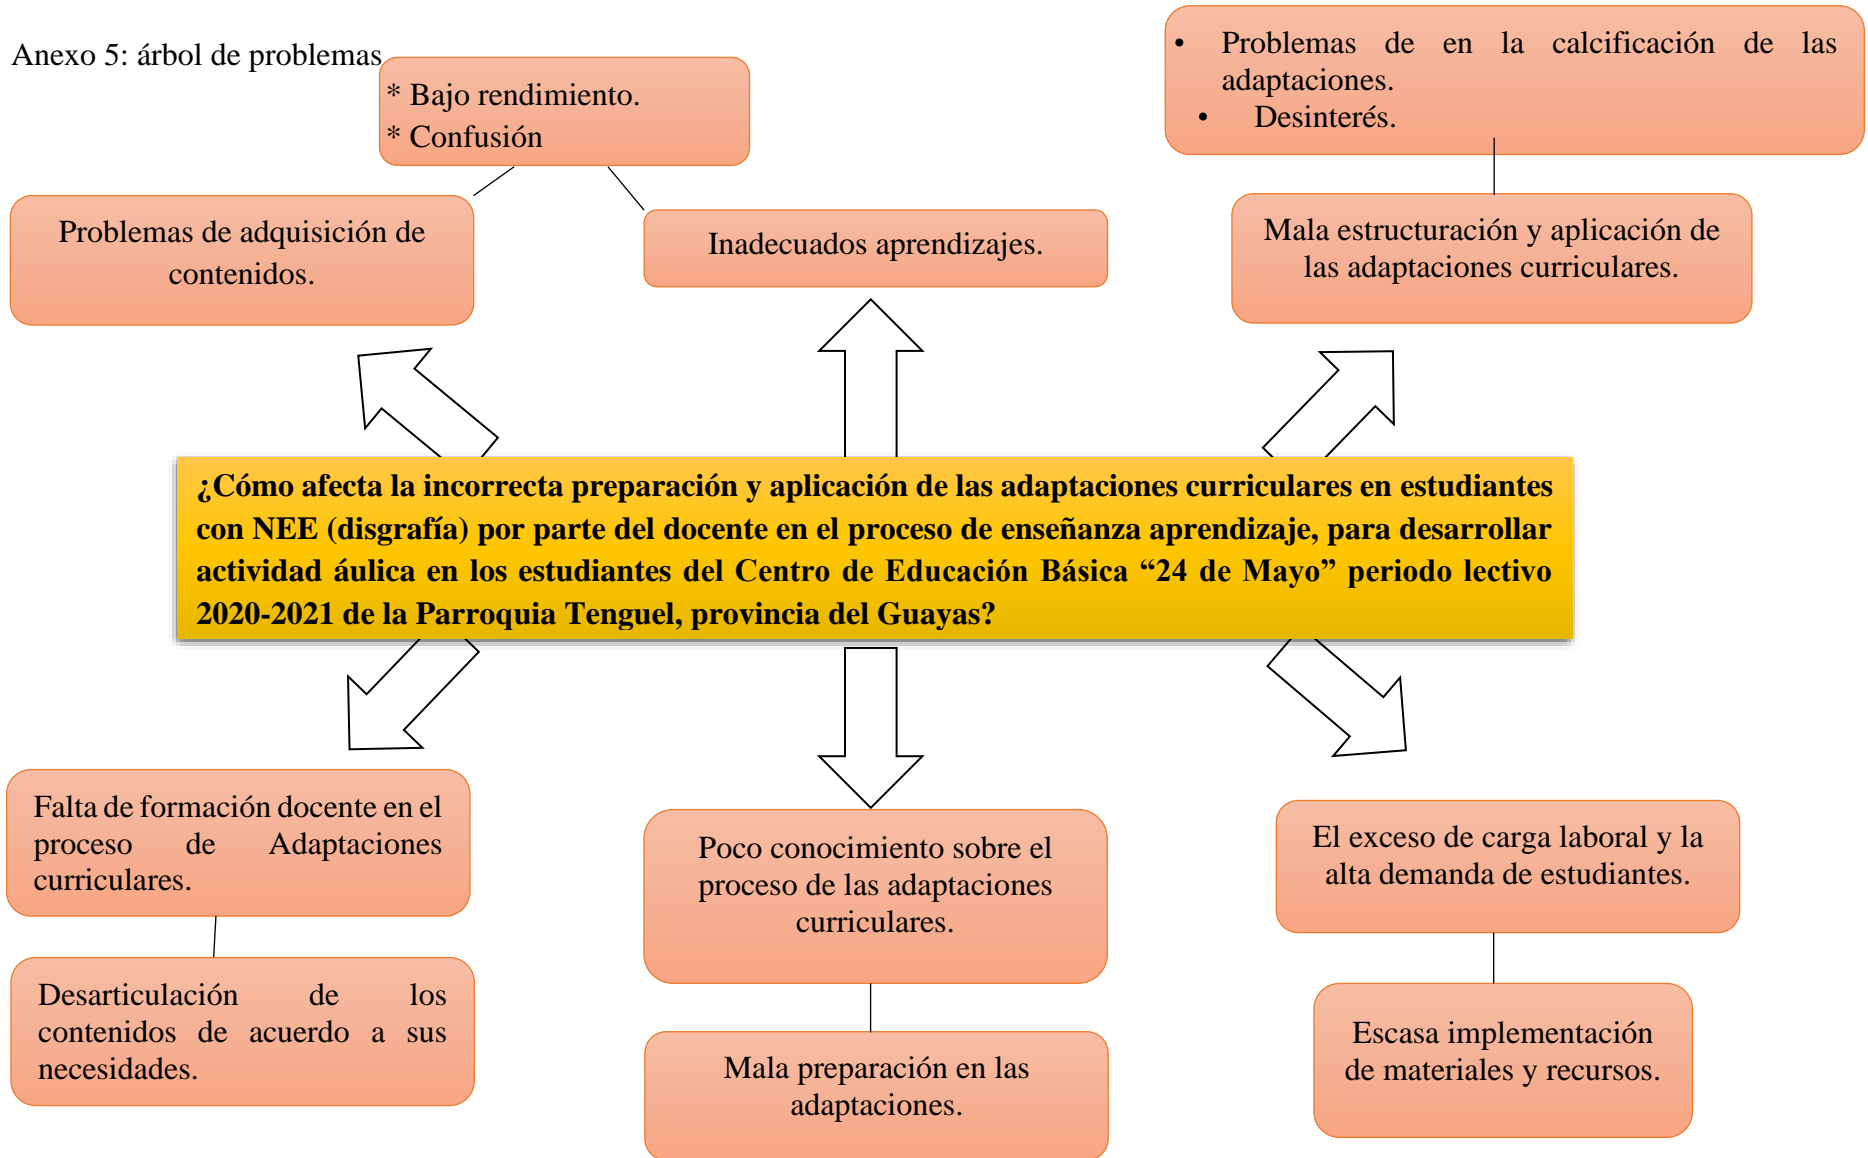 Anexo 5: árbol de problemas
* Bajo rendimiento.
* Confusión
• Problemas de en la calcificación de las
adaptaciones.
• Desinterés.
Problemas de adquisición de
contenidos.
Inadecuados aprendizajes.
Mala estructuración y aplicación de
las adaptaciones curriculares.
¿Cómo afecta la incorrecta preparación y aplicación de las adaptaciones curriculares en estudiantes
con NEE (disgrafía) por parte del docente en el proceso de enseñanza aprendizaje, para desarrollar
actividad áulica en los estudiantes del Centro de Educación Básica “24 de Mayo” periodo lectivo
2020-2021 de la Parroquia Tenguel, provincia del Guayas?
Falta de formación docente en el
proceso de Adaptaciones
curriculares.
Poco conocimiento sobre el
proceso de las adaptaciones
curriculares.
El exceso de carga laboral y la
alta demanda de estudiantes.
Desarticulación de los
contenidos de acuerdo a sus
necesidades.
Mala preparación en las
adaptaciones.
Escasa implementación
de materiales y recursos.